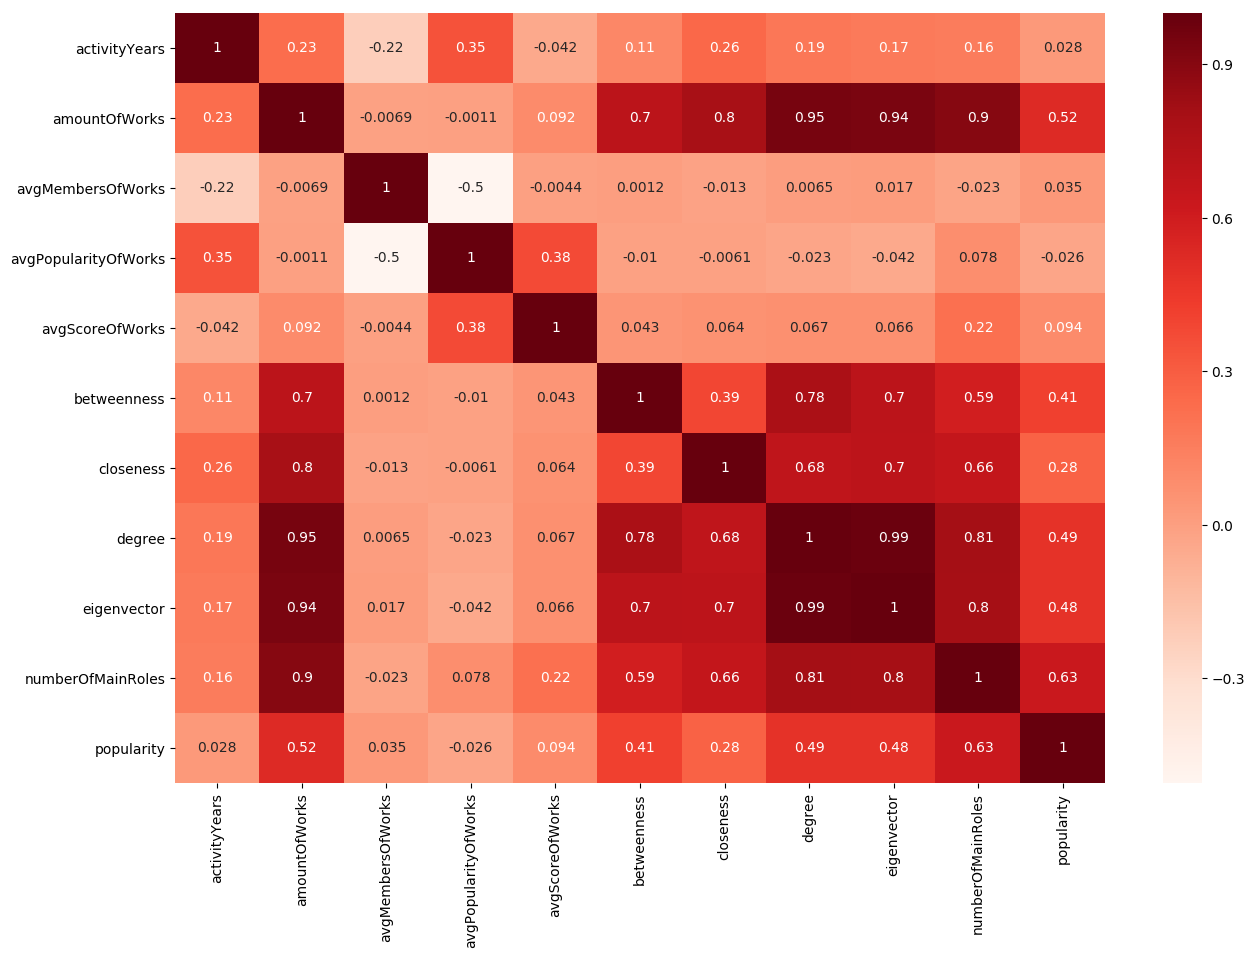 activityYears 1 0.23 -0.22 0.35 -0.042 0.11 0.26 0.19 0.17 0.16 0.028
amountOfWorks 0.23 1 -0.0069 -0.0011 0.092 0.7 0.8 0.95 0.94 0.9 0.52
avgMembersOfWorks -0.22 -0.0069 1 -0.5 -0.0044 0.0012 -0.013 0.0065 0.017 -0.023 0.035
avgPopularityOfWorks 0.35 -0.0011 -0.5 1 0.38 -0.01 -0.0061 -0.023 -0.042 0.078 -0.026
avgScoreOfWorks -0.042 0.092 -0.0044 0.38 1 0.043 0.064 0.067 0.066 0.22 0.094
betweenness 0.11 0.7 0.0012 -0.01 0.043 1 0.39 0.78 0.7 0.59 0.41
closeness 0.26 0.8 -0.013 -0.0061 0.064 0.39 1 0.68 0.7 0.66 0.28
degree 0.19 0.95 0.0065 -0.023 0.067 0.78 0.68 1 0.99 0.81 0.49
eigenvector 0.17 0.94 0.017 -0.042 0.066 0.7 0.7 0.99 1 0.8 0.48
numberOfMainRoles 0.16 0.9 -0.023 0.078 0.22 0.59 0.66 0.81 0.8 1 0.63
popularity 0.028 0.52 0.035 -0.026 0.094 0.41 0.28 0.49 0.48 0.63 1
activityYears
amountOfWorks
avgMembersOfWorks
avgPopularityOfWorks
avgScoreOfWorks
betweenness
closeness
degree
eigenvector
numberOfMainRoles
popularity
0.9
0.6
0.3
0.0
−0.3